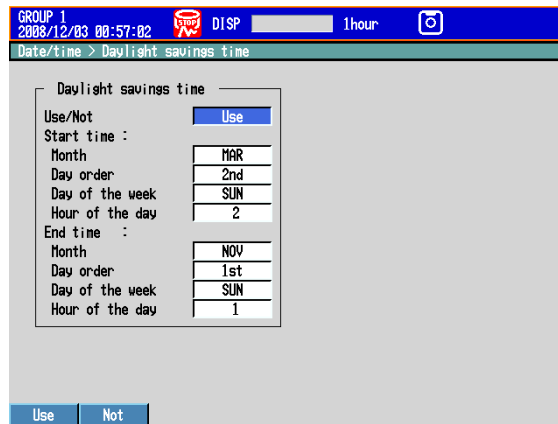 GROUP 1
2008/12/03 00:57:02
STOP
DISP
1hour
Date/time > Daylight savings time
Daylight savings time
Use/Not Use
Start time :
Month MAR
Day order 2nd
Day of the week SUN
Hour of the day 2
End time :
Month NOV
Day order 1st
Day of the week SUN
Hour of the day 1
Use Not